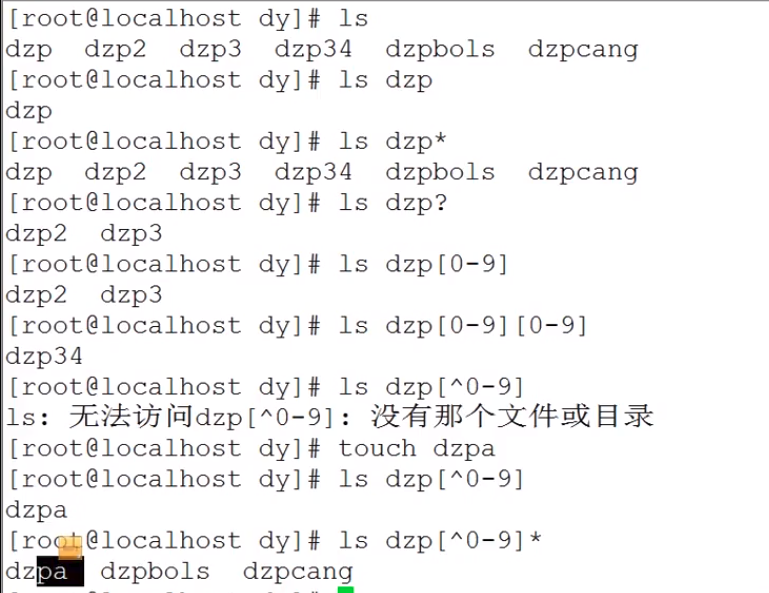 [root@localhost dy]# ls
dzp  dzp2  dzp3  dzp34  dzpbols  dzpcang
[root@localhost dy]# ls dzp
dzp
[root@localhost dy]# ls dzp*
dzp  dzp2  dzp3  dzp34  dzpbols  dzpcang
[root@localhost dy]# ls dzp?
dzp2  dzp3
[root@localhost dy]# ls dzp[0-9]
dzp2  dzp3
[root@localhost dy]# ls dzp[0-9][0-9]
dzp34
[root@localhost dy]# ls dzp[^0-9]
ls: 无法访问dzp[^0-9]: 没有那个文件或目录
[root@localhost dy]# touch dzpa
[root@localhost dy]# ls dzp[^0-9]
dzpa
[root@localhost dy]# ls dzp[^0-9]*
dzpa  dzpbols  dzpcang